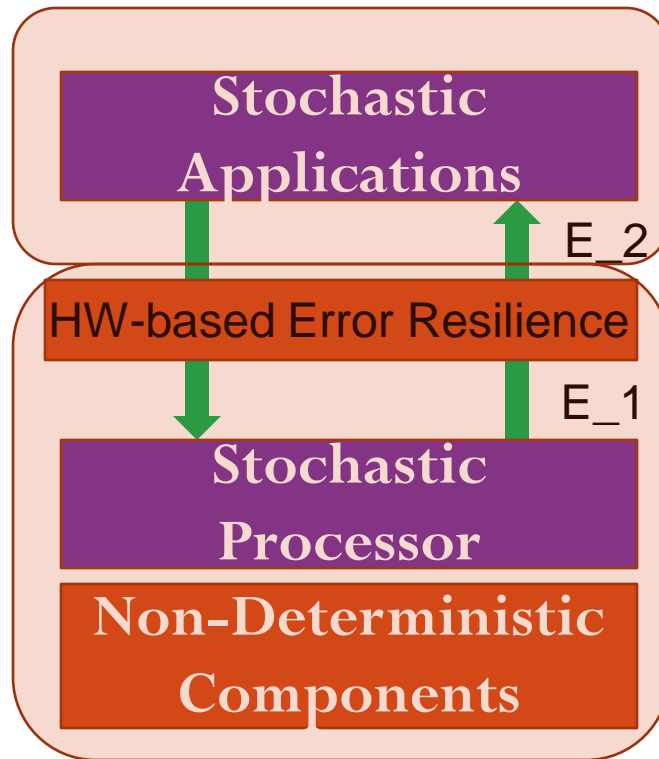 Stochastic
Applications
E_2
HW-based Error Resilience
E_1
Stochastic
Processor
Non-Deterministic
Components